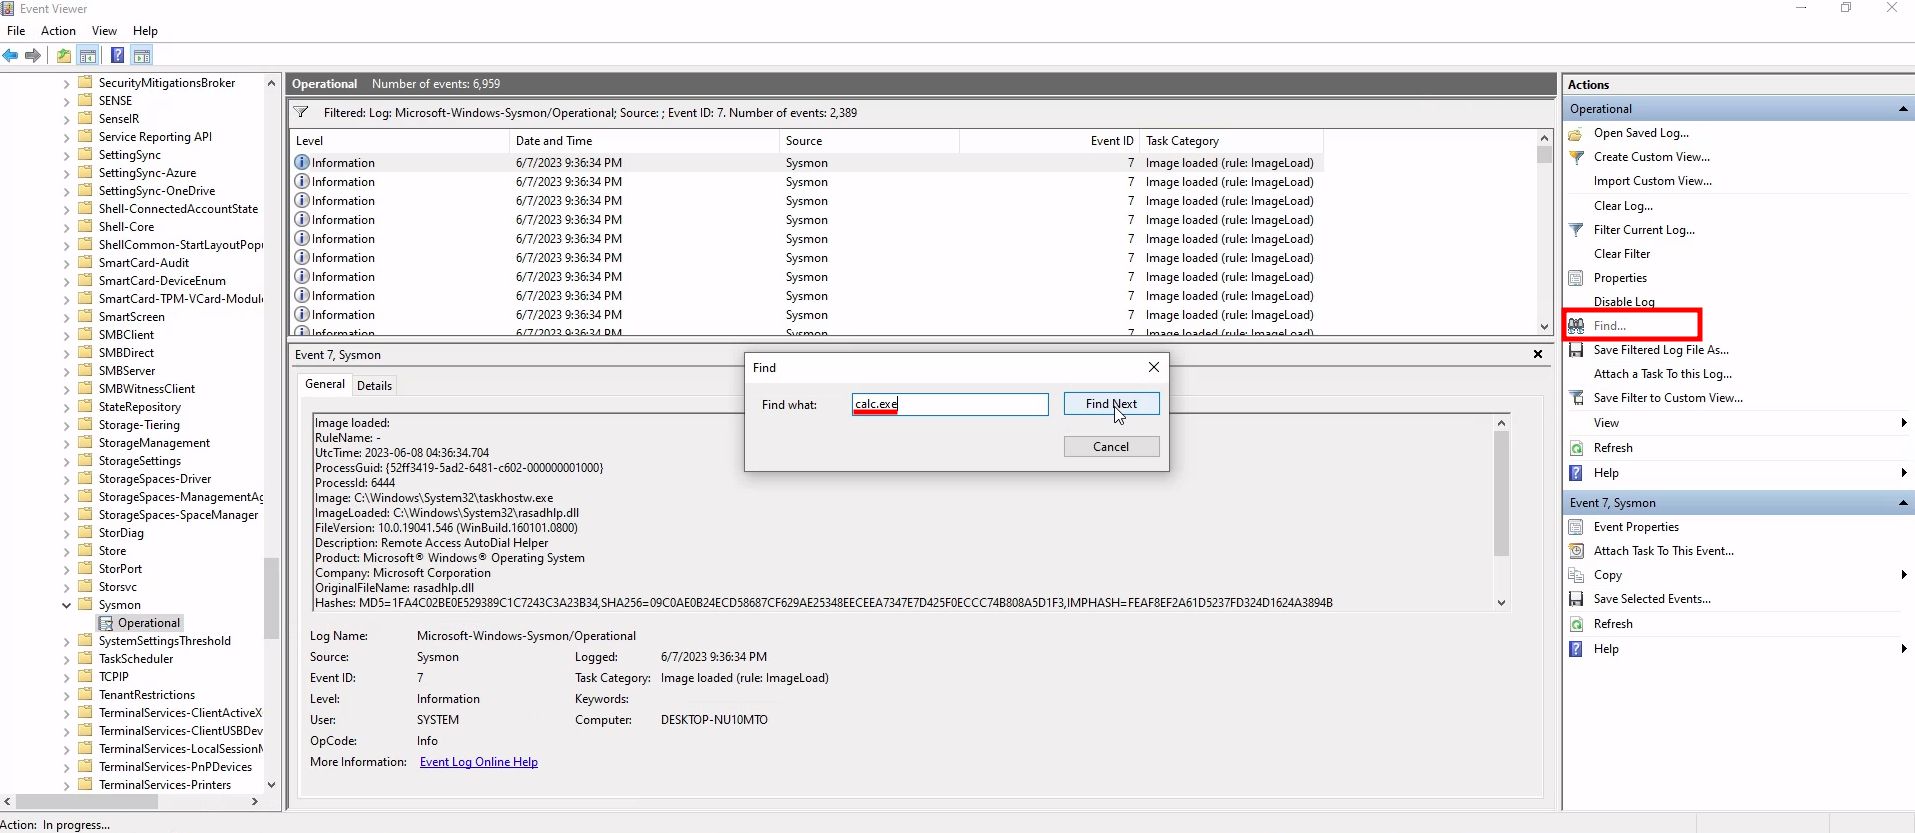 Event Viewer
File Action View Help
SecurityMitigationsBroker
SENSE
SenseIR
Service Reporting API
SettingSync
SettingSync-Azure
SettingSync-OneDrive
Shell-ConnectedAccountState
Shell-Core
ShellCommon-StartLayoutPopu
SmartCard-Audit
SmartCard-DeviceEnum
SmartCard-TPM-VCard-Module
SmartScreen
SMBClient
SMBDirect
SMBServer
SMBWitnessClient
StateRepository
Storage-Tiering
StorageManagement
StorageSettings
StorageSpaces-Driver
StorageSpaces-ManagementAg
StorageSpaces-SpaceManager
StorDiag
Store
StorPort
Storsvc
Sysmon
Operational
SystemSettingsThreshold
TaskScheduler
TCPIP
TenantRestrictions
TerminalServices-ClientActiveX
TerminalServices-ClientUSBDev
TerminalServices-LocalSessionM
TerminalServices-PnPDevices
TerminalServices-Printers
Operational Number of events: 6,959
Filtered: Log: Microsoft-Windows-Sysmon/Operational; Source: ; Event ID: 7. Number of events: 2,389
Level Date and Time Source Event ID Task Category
Information 6/7/2023 9:36:34 PM Sysmon 7 Image loaded (rule: ImageLoad)
Information 6/7/2023 9:36:34 PM Sysmon 7 Image loaded (rule: ImageLoad)
Information 6/7/2023 9:36:34 PM Sysmon 7 Image loaded (rule: ImageLoad)
Information 6/7/2023 9:36:34 PM Sysmon 7 Image loaded (rule: ImageLoad)
Information 6/7/2023 9:36:34 PM Sysmon 7 Image loaded (rule: ImageLoad)
Information 6/7/2023 9:36:34 PM Sysmon 7 Image loaded (rule: ImageLoad)
Information 6/7/2023 9:36:34 PM Sysmon 7 Image loaded (rule: ImageLoad)
Information 6/7/2023 9:36:34 PM Sysmon 7 Image loaded (rule: ImageLoad)
Information 6/7/2023 9:36:34 PM Sysmon 7 Image loaded (rule: ImageLoad)
Information 6/7/2023 9:36:34 PM Sysmon 7 Image loaded (rule: ImageLoad)
Event 7, Sysmon
General Details
Image loaded:
RuleName: -
UtcTime: 2023-06-08 04:36:34.704
ProcessGuid: {52ff3419-5ad2-6481-c602-000000001000}
ProcessId: 6444
Image: C:\Windows\System32\taskhostw.exe
ImageLoaded: C:\Windows\System32\rasadhlp.dll
FileVersion: 10.0.19041.546 (WinBuild.160101.0800)
Description: Remote Access AutoDial Helper
Product: Microsoft® Windows® Operating System
Company: Microsoft Corporation
OriginalFileName: rasadhlp.dll
Hashes: MD5=1FA4C02BE0E529389C1C7243C3A23B34,SHA256=09C0AE0B24ECD58687CF629AE25348EECEEA7347E7D425F0ECCC74B808A5D1F3,IMPHASH=FEAF8EF2A61D5237FD324D1624A3894B
Log Name: Microsoft-Windows-Sysmon/Operational
Source: Sysmon Logged: 6/7/2023 9:36:34 PM
Event ID: 7 Task Category: Image loaded (rule: ImageLoad)
Level: Information Keywords:
User: SYSTEM Computer: DESKTOP-NU10MTO
OpCode: Info
More Information: Event Log Online Help
Find
Find what: calc.exe Find Next
Cancel
Actions
Operational
Open Saved Log...
Create Custom View...
Import Custom View...
Clear Log...
Filter Current Log...
Clear Filter
Properties
Disable Log
Find...
Save Filtered Log File As...
Attach a Task To this Log...
Save Filter to Custom View...
View
Refresh
Help
Event 7, Sysmon
Event Properties
Attach Task To This Event...
Copy
Save Selected Events...
Refresh
Help
Action: In progress...